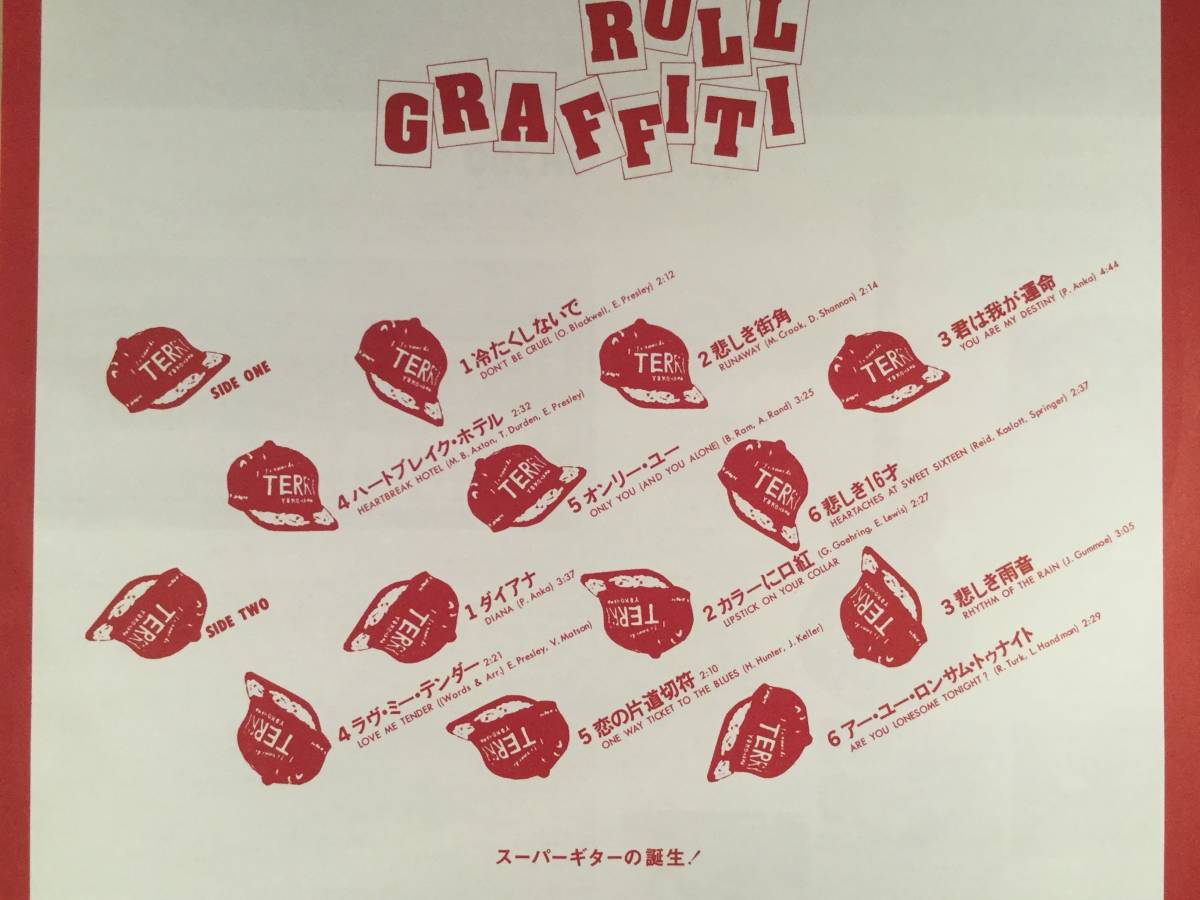 ROLL
GRAFFITI
SIDE ONE
1 冷たくしないで
DON'T BE CRUEL (O. Blackwell, E. Presley) 2:12
2 悲しき街角
RUNAWAY (M. Crook, D. Shannon) 2:14
3 君は我が運命
YOU ARE MY DESTINY (P. Anka) 4:44
4 ハートブレイク・ホテル 2:32
HEARTBREAK HOTEL (M. B. Axton, T. Durden, E. Presley)
5 オンリー・ユー
ONLY YOU (AND YOU ALONE) (B. Ram, A. Rand) 3:25
6 悲しき16才
HEARTACHES AT SWEET SIXTEEN (Reid, Koslott, Springer) 2:37
SIDE TWO
1 ダイアナ
DIANA (P. Anka) 3:37
2 カラーに口紅 (G. Goehring, E. Lewis) 2:27
LIPSTICK ON YOUR COLLAR
3 悲しき雨音
RHYTHM OF THE RAIN (J. Gummoe) 3:05
4 ラヴ・ミー・テンダー 2:21
LOVE ME TENDER ((Words & Arr.) E. Presley, V. Matson)
5 恋の片道切符 2:10
ONE WAY TICKET TO THE BLUES (H. Hunter, J. Keller)
6 アー・ユー・ロンサム・トゥナイト
ARE YOU LONESOME TONIGHT? (R. Turk, L. Handman) 2:29
スーパーギターの誕生!